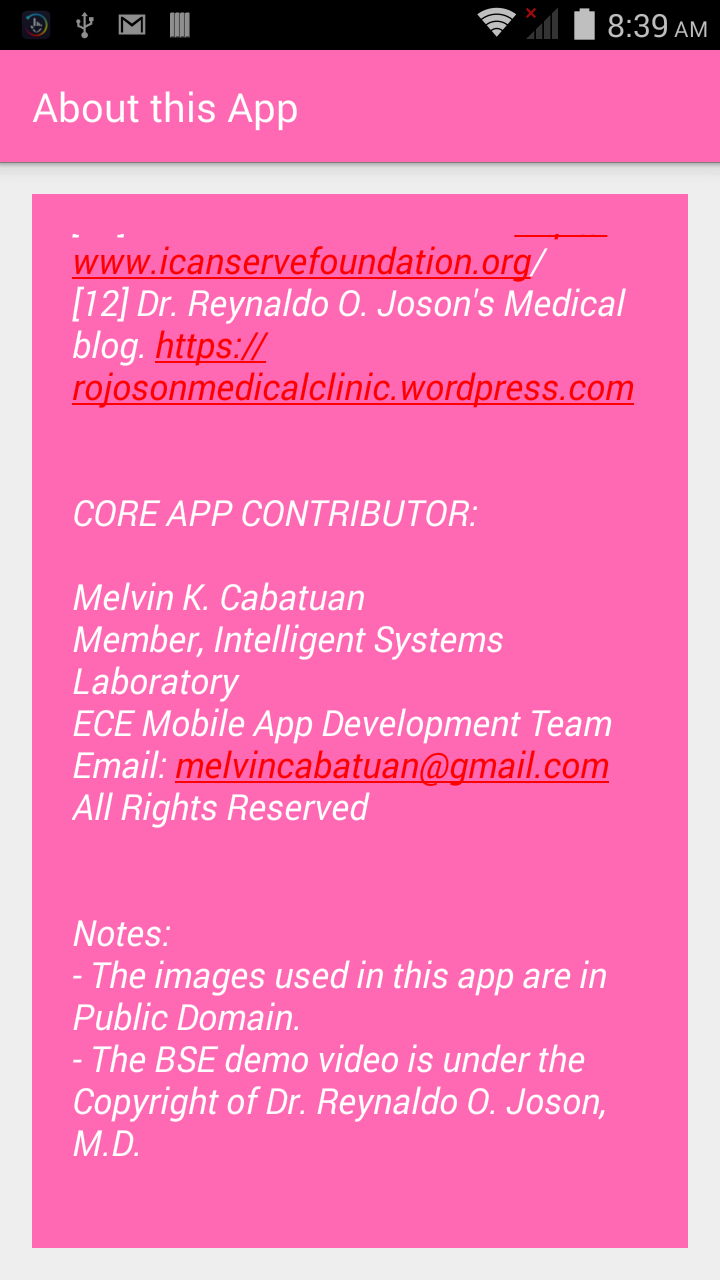 8:39 AM
About this App
www.icanservefoundation.org/
[12] Dr. Reynaldo O. Joson's Medical
blog. https://
rojosonmedicalclinic.wordpress.com
CORE APP CONTRIBUTOR:
Melvin K. Cabatuan
Member, Intelligent Systems
Laboratory
ECE Mobile App Development Team
Email: melvincabatuan@gmail.com
All Rights Reserved
Notes:
- The images used in this app are in
Public Domain.
- The BSE demo video is under the
Copyright of Dr. Reynaldo O. Joson,
M.D.